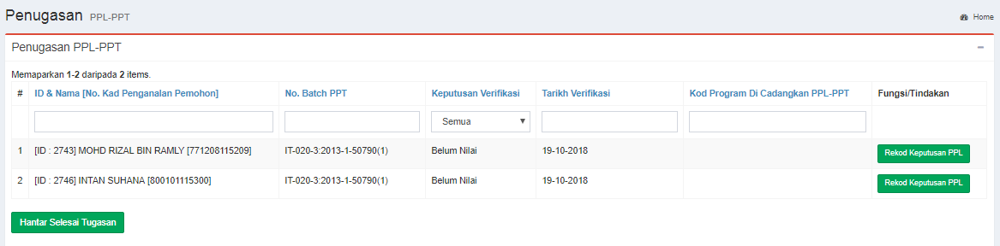 Penugasan PPL-PPT
Home
Penugasan PPL-PPT
Memaparkan 1-2 daripada 2 items.
# ID & Nama [No. Kad Penganalan Pemohon] No. Batch PPT Keputusan Verifikasi Tarikh Verifikasi Kod Program Di Cadangkan PPL-PPT Fungsi/Tindakan
Semua
1 [ID : 2743] MOHD RIZAL BIN RAMLY [771208115209] IT-020-3:2013-1-50790(1) Belum Nilai 19-10-2018 Rekod Keputusan PPL
2 [ID : 2746] INTAN SUHANA [800101115300] IT-020-3:2013-1-50790(1) Belum Nilai 19-10-2018 Rekod Keputusan PPL
Hantar Selesai Tugasan